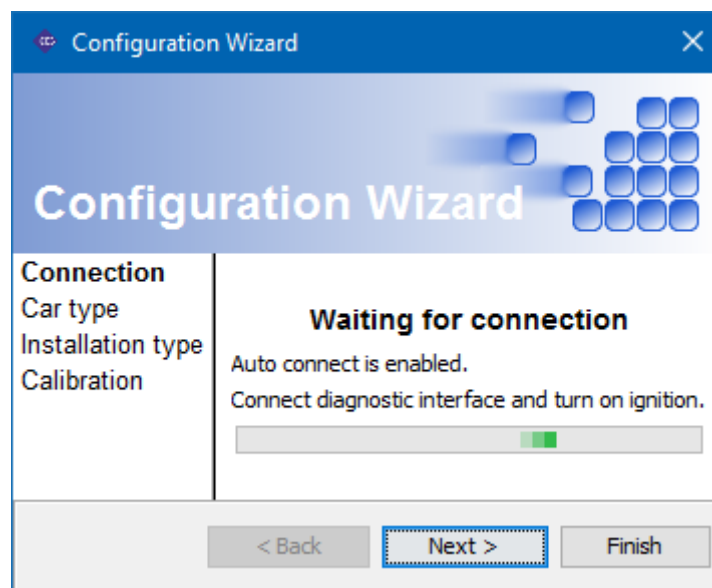 Configuration Wizard
Configuration Wizard
Connection
Car type
Installation type
Calibration
Waiting for connection
Auto connect is enabled.
Connect diagnostic interface and turn on ignition.
< Back
Next >
Finish